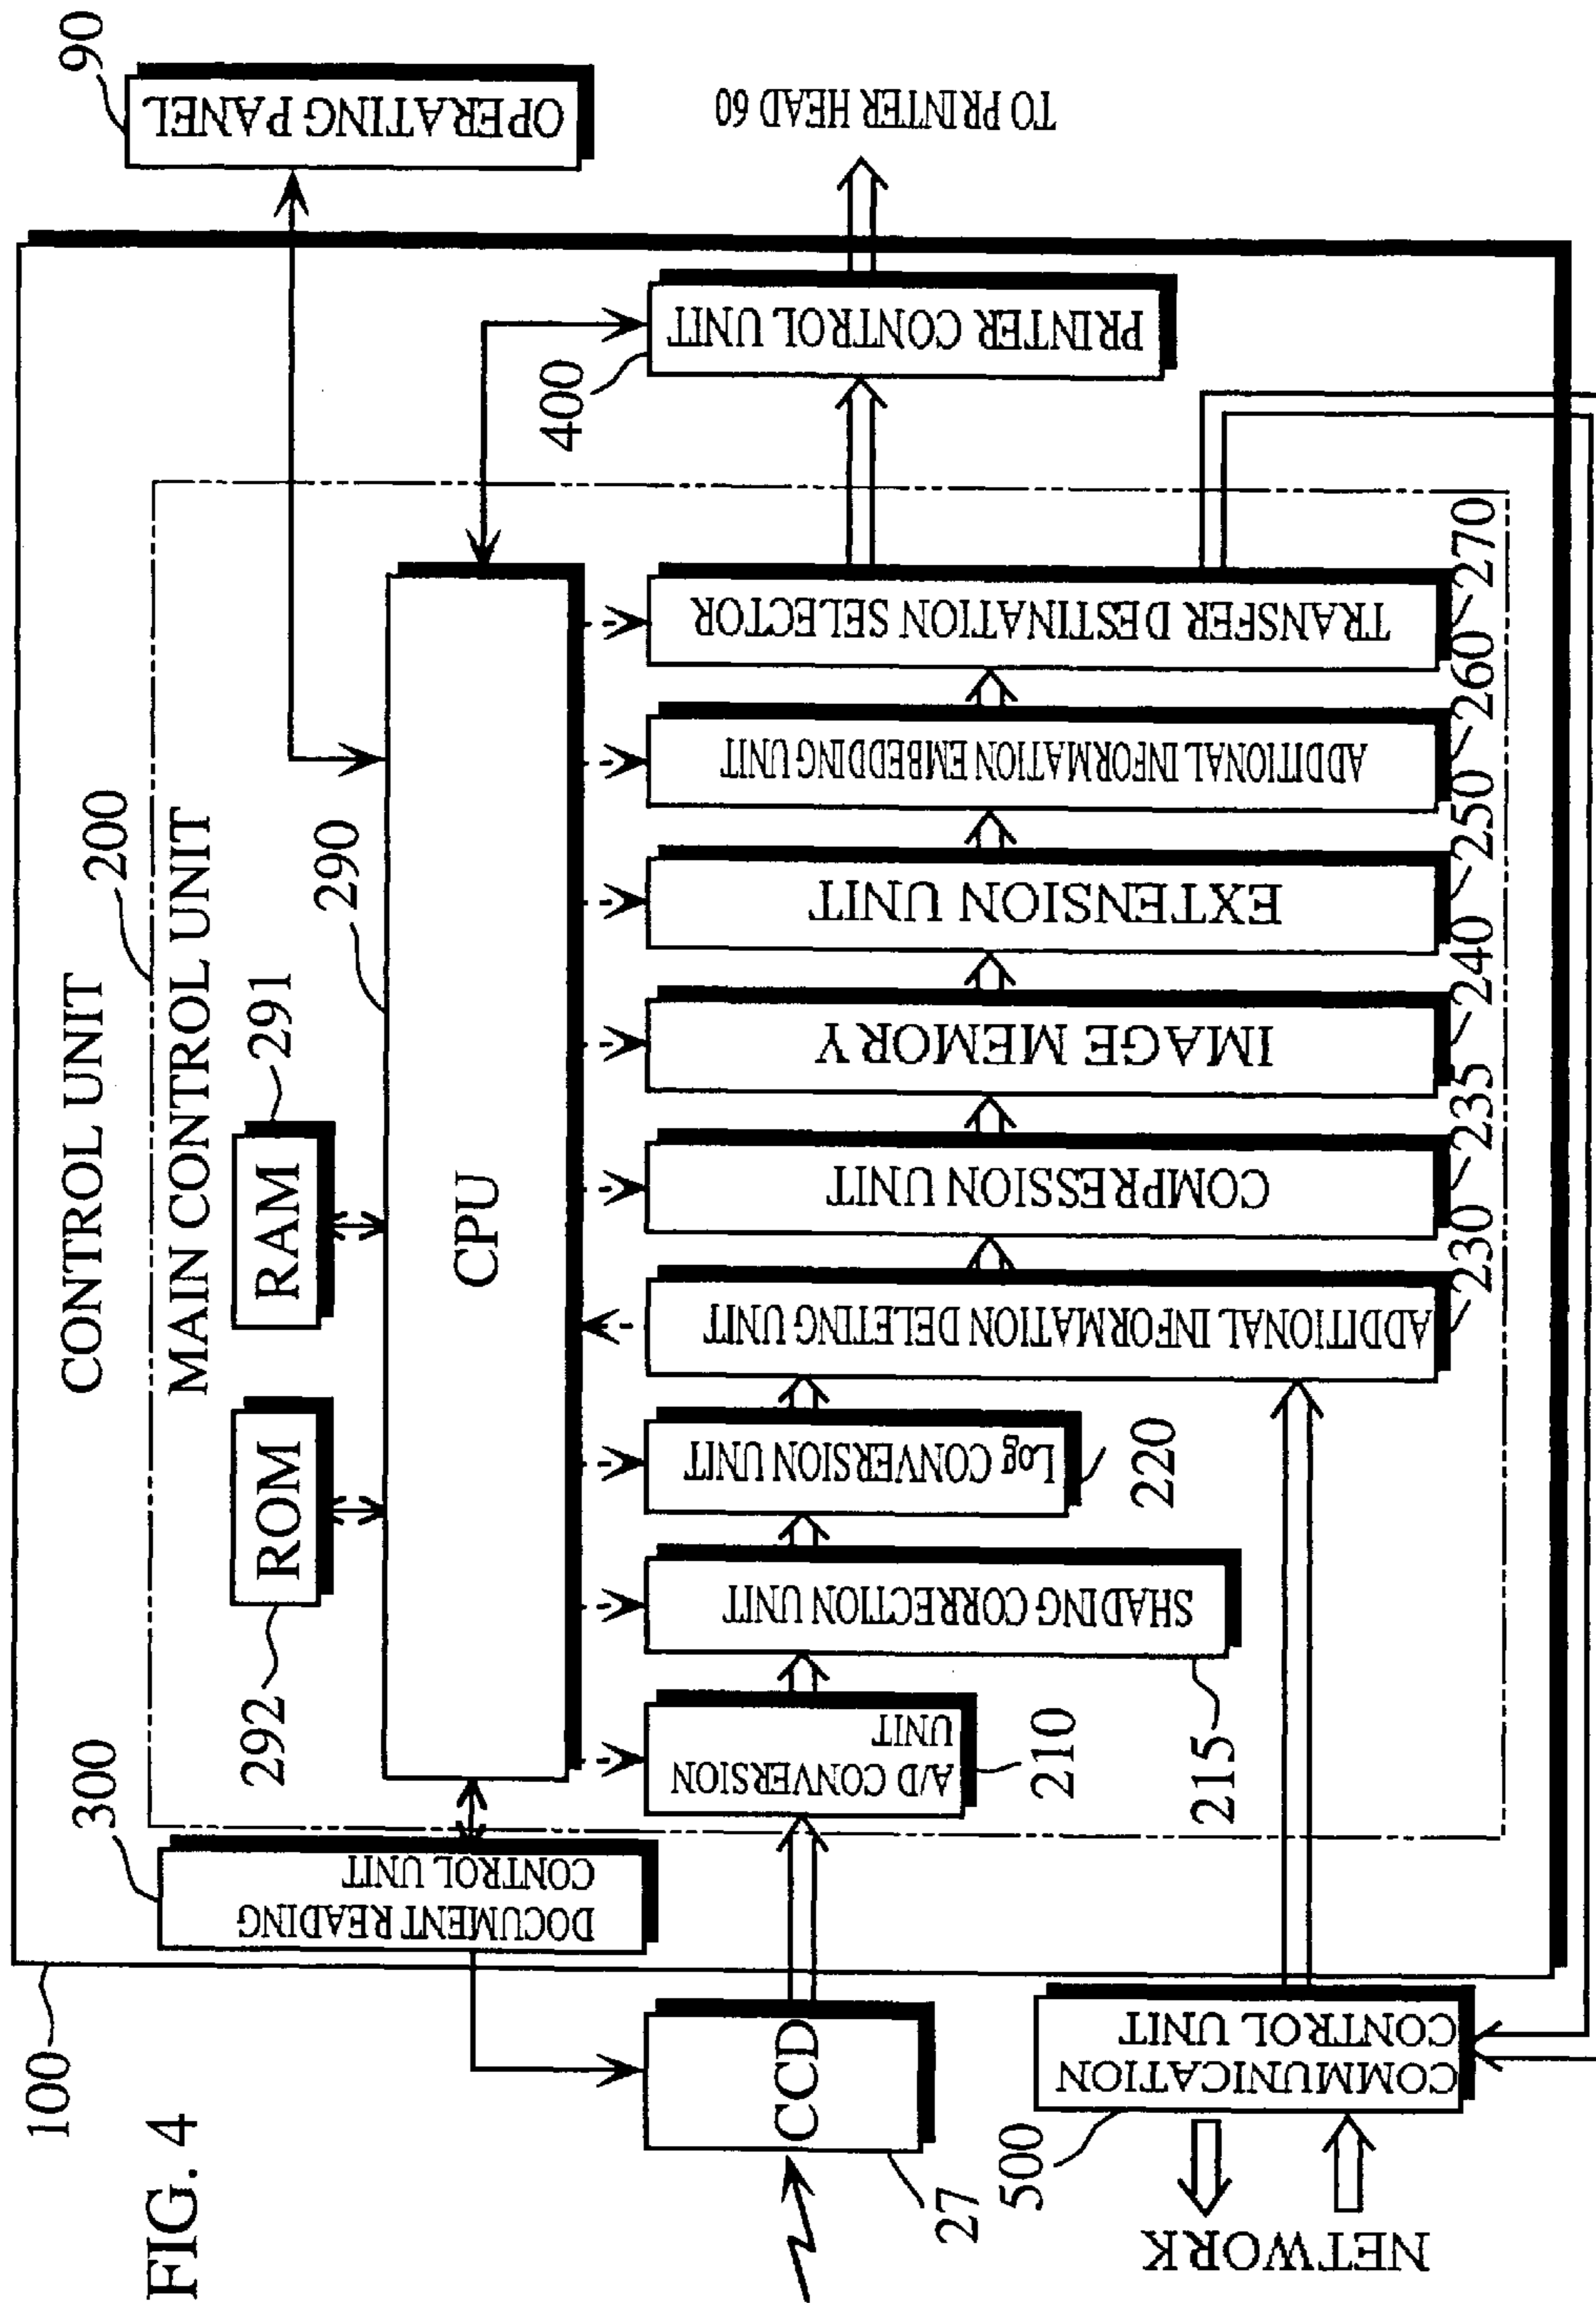 FIG. 4
100
CONTROL UNIT
200
MAIN CONTROL UNIT
300
DOCUMENT READING
CONTROL UNIT
292
ROM
RAM
291
290
CPU
90
OPERATING PANEL
CCD
27
A/D CONVERSION
UNIT
210
SHADING CORRECTION UNIT
215
Log CONVERSION UNIT
220
ADDITIONAL INFORMATION DELETING UNIT
230
COMPRESSION UNIT
235
IMAGE MEMORY
240
EXTENSION UNIT
250
ADDITIONAL INFORMATION EMBEDDING UNIT
260
TRANSFER DESTINATION SELECTOR
270
400
PRINTER CONTROL UNIT
TO PRINTER HEAD 60
500
COMMUNICATION
CONTROL UNIT
NETWORK